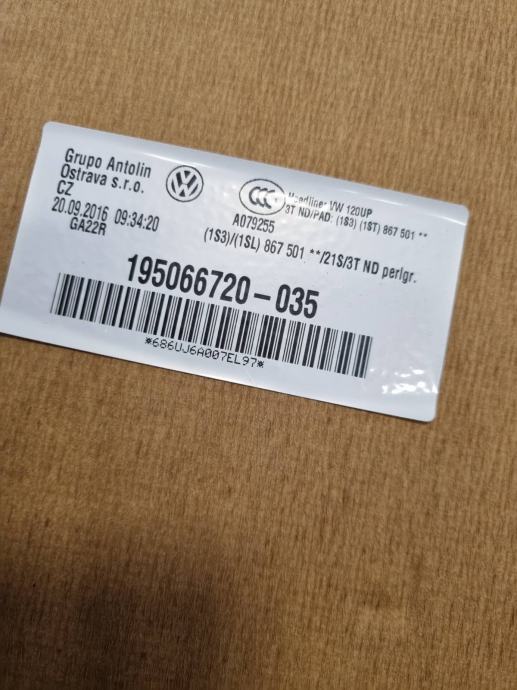 Grupo Antolin
Ostrava s.r.o.
CZ
20.09.2016 09:34:20
GA22R
CCC
A079255
Headliner VW 120UP
3T ND/PAD: (1S3) (1ST) 867 501 **
(1S3)/(1SL) 867 501 **/21S/3T ND perlgr.
195066720-035
*686UJ6A007EL97*